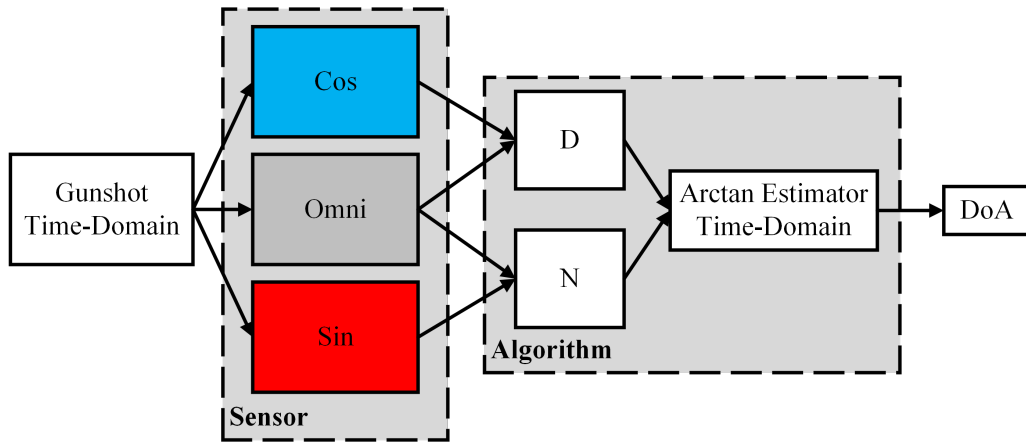 Gunshot
Time-Domain
Cos
Omni
Sin
Sensor
D
N
Algorithm
Arctan Estimator
Time-Domain
DoA